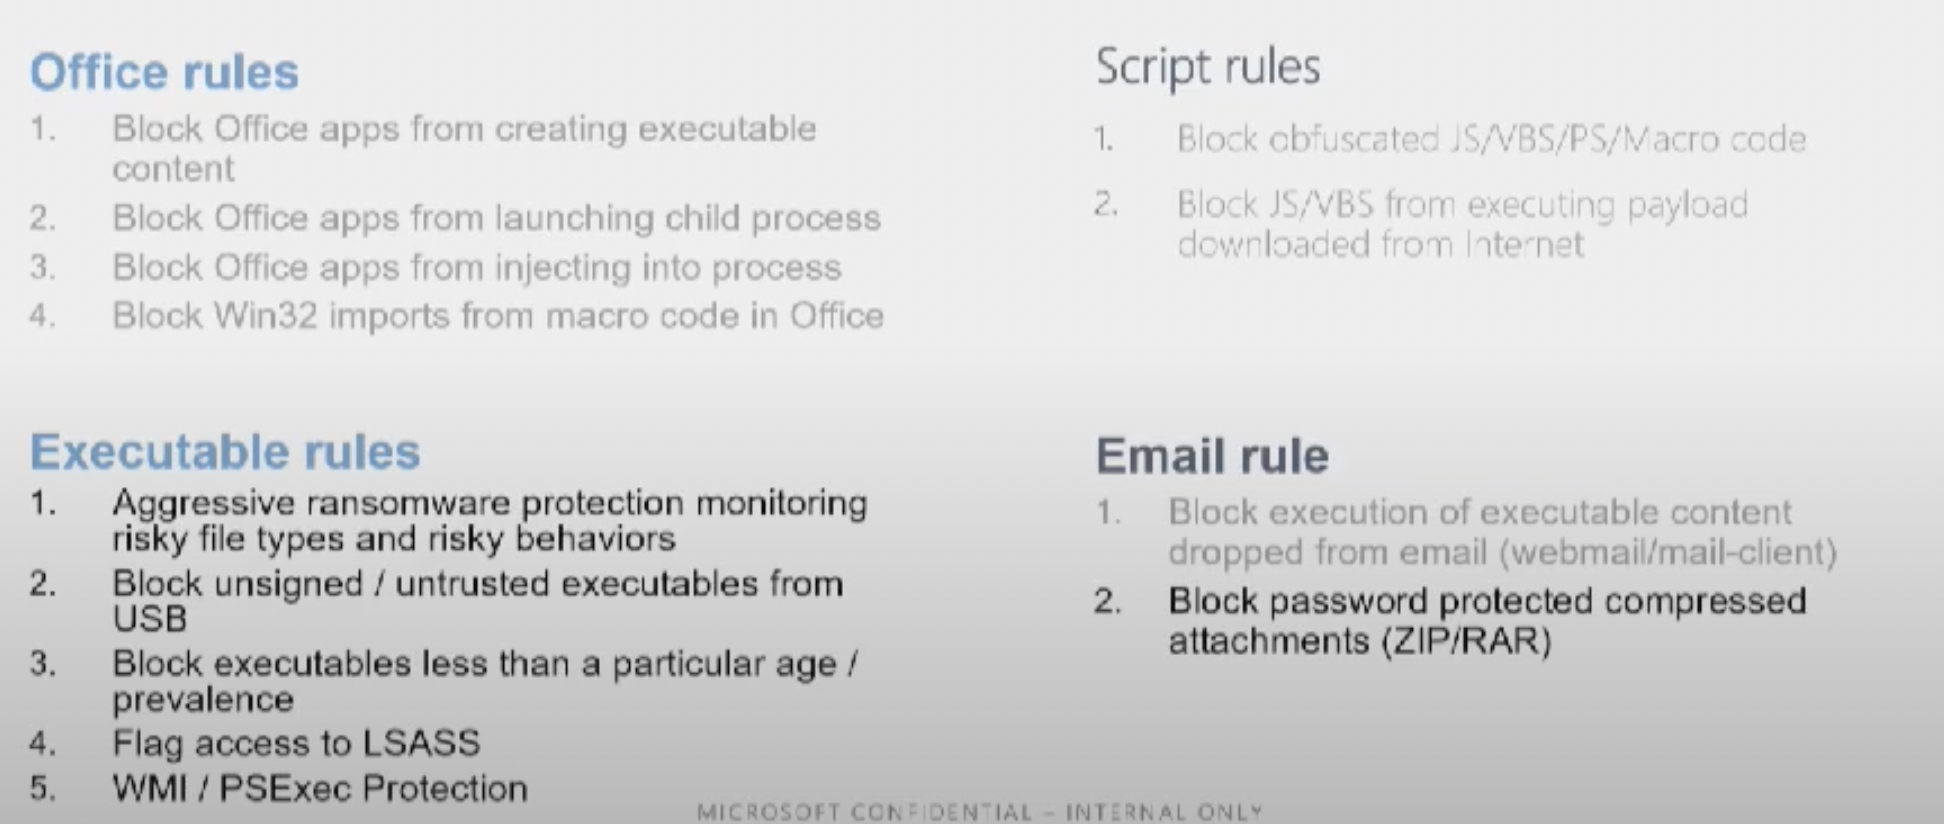 Office rules
1. Block Office apps from creating executable
content
2. Block Office apps from launching child process
3. Block Office apps from injecting into process
4. Block Win32 imports from macro code in Office
Script rules
1. Block obfuscated JS/VBS/PS/Macro code
2. Block JS/VBS from executing payload
downloaded from Internet
Executable rules
1. Aggressive ransomware protection monitoring
risky file types and risky behaviors
2. Block unsigned / untrusted executables from
USB
3. Block executables less than a particular age /
prevalence
4. Flag access to LSASS
5. WMI / PSExec Protection
Email rule
1. Block execution of executable content
dropped from email (webmail/mail-client)
2. Block password protected compressed
attachments (ZIP/RAR)
MICROSOFT CONFIDENTIAL – INTERNAL ONLY